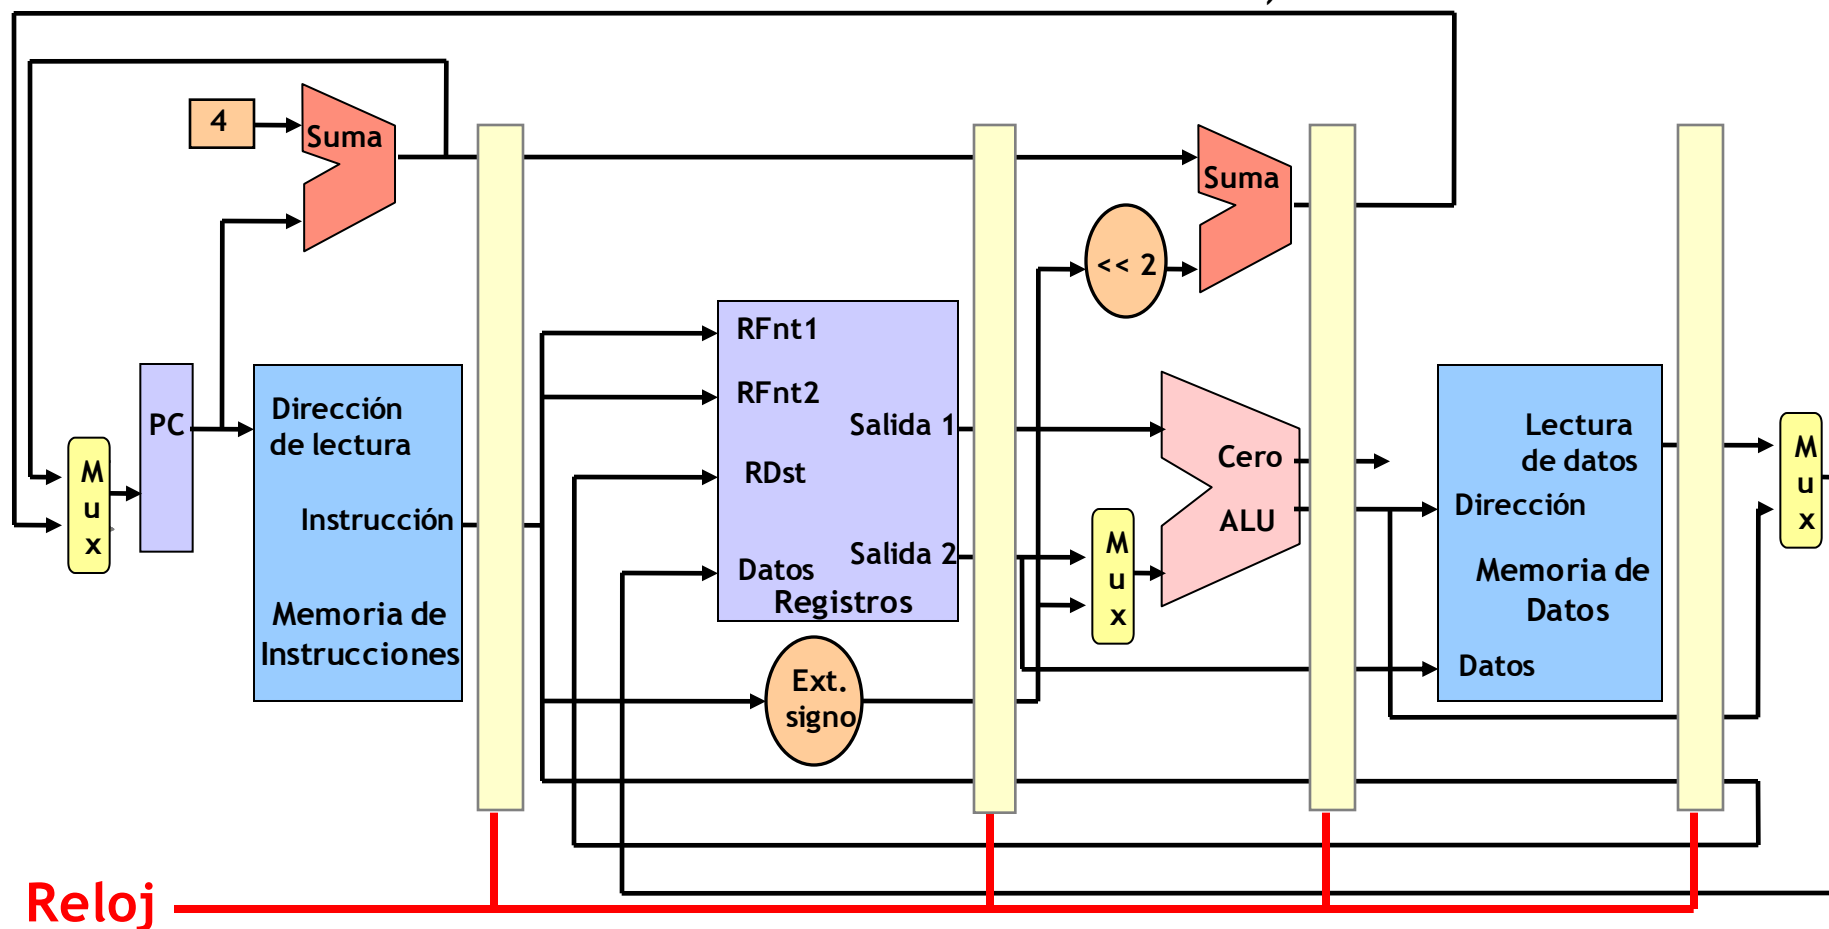 4
Suma
Suma
<< 2
RFnt1
RFnt2
Salida 1
RDst
Salida 2
Datos
Registros
PC
Dirección
de lectura
Instrucción
Memoria de
Instrucciones
M
u
x
Cero
ALU
M
u
x
Lectura
de datos
Dirección
Memoria de
Datos
Datos
M
u
x
Ext.
signo
Reloj